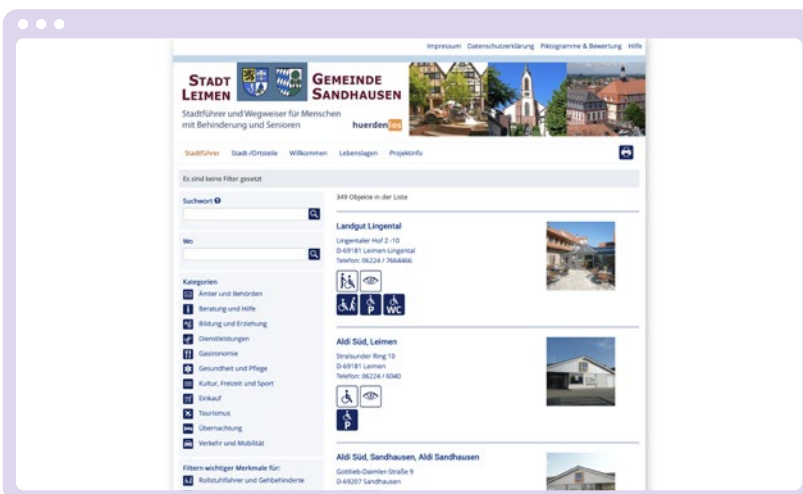 Impressum Datenschutzerklärung Piktogramme & Bewertung Hilfe
STADT LEIMEN
GEMEINDE SANDHAUSEN
Stadtführer und Wegweiser für Menschen
mit Behinderung und Senioren
huerdenlos
Stadtführer Stadt-/Ortsteile Willkommen Lebenslagen Projektinfo
Es sind keine Filter gesetzt
Suchwort
Wo
Kategorien
Ämter und Behörden
Beratung und Hilfe
Bildung und Erziehung
Dienstleistungen
Gastronomie
Gesundheit und Pflege
Kultur, Freizeit und Sport
Einkauf
Tourismus
Übernachtung
Verkehr und Mobilität
Filtern wichtiger Merkmale für:
Rollstuhlfahrer und Gehbehinderte
349 Objekte in der Liste
Landgut Lingental
Lingentaler Hof 2 -10
D-69181 Leimen-Lingental
Telefon: 06224 / 7664466
P
WC
Aldi Süd, Leimen
Stralsunder Ring 10
D-69181 Leimen
Telefon: 06224 / 6040
P
Aldi Süd, Sandhausen, Aldi Sandhausen
Gottlieb-Daimler-Straße 9
D-69207 Sandhausen